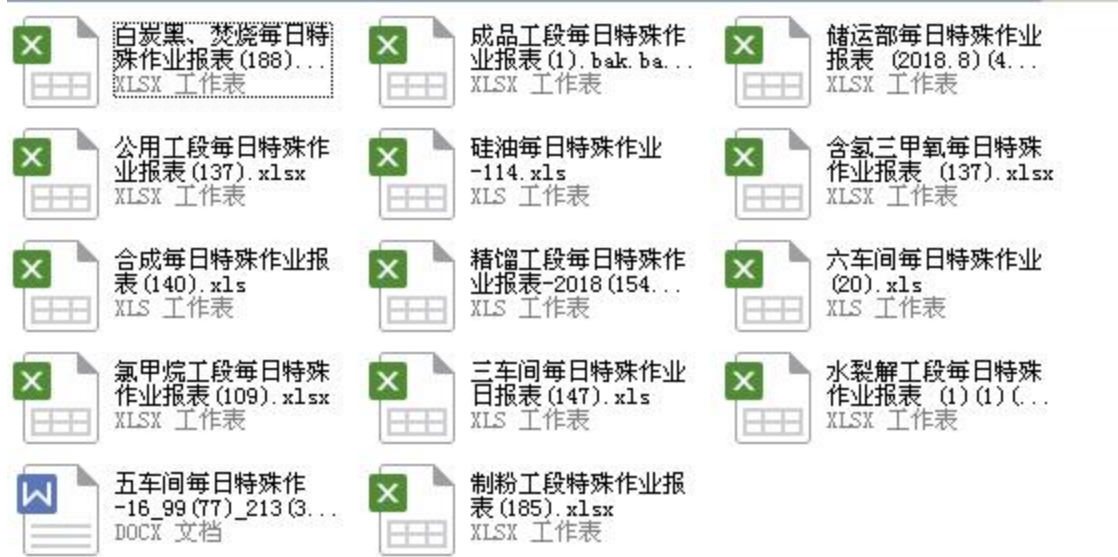 白炭黑、焚烧每日特
殊作业报表(188)...
XLSX 工作表
成品工段每日特殊作
业报表(1).bak.ba...
XLSX 工作表
储运部每日特殊作业
报表 (2018.8)(4...
XLSX 工作表
公用工段每日特殊作
业报表(137).xlsx
XLSX 工作表
硅油每日特殊作业
-114.xls
XLS 工作表
含氢三甲氧每日特殊
作业报表 (137).xlsx
XLSX 工作表
合成每日特殊作业报
表(140).xls
XLS 工作表
精馏工段每日特殊作
业报表-2018(154...
XLS 工作表
六车间每日特殊作业
(20).xls
XLS 工作表
氯甲烷工段每日特殊
作业报表(109).xlsx
XLSX 工作表
三车间每日特殊作业
日报表(147).xls
XLS 工作表
水裂解工段每日特殊
作业报表 (1)(1)(...
XLSX 工作表
五车间每日特殊作
-16_99(77)_213(3...
DOCX 文档
制粉工段特殊作业报
表(185).xlsx
XLSX 工作表